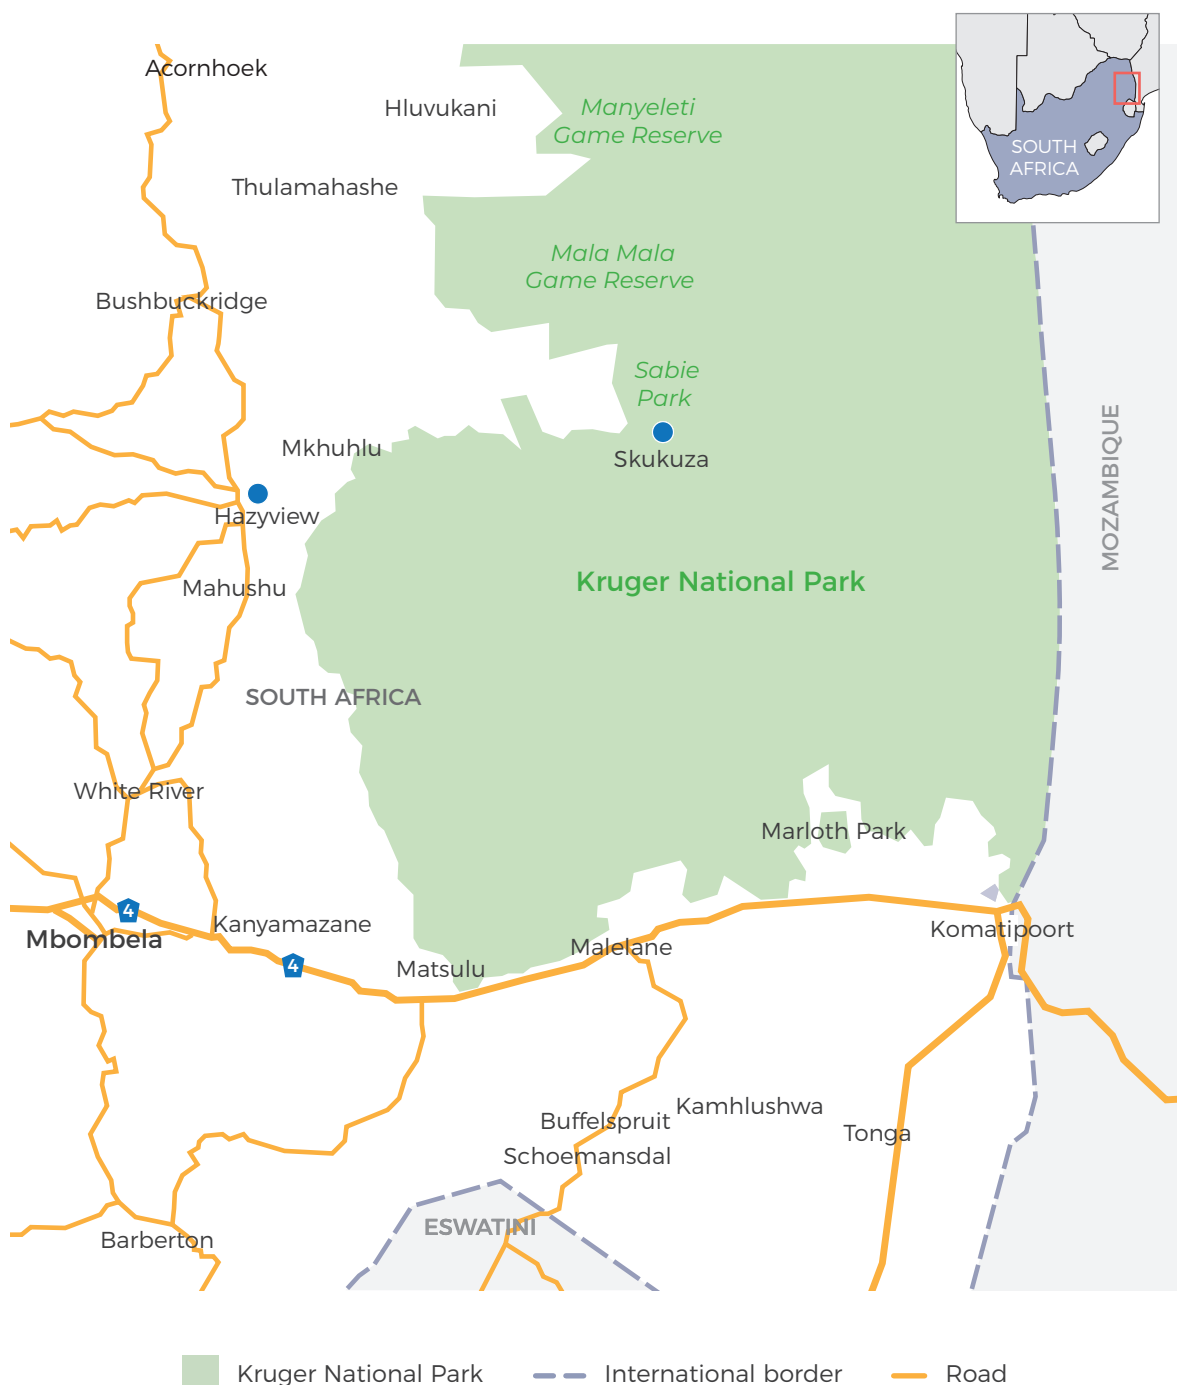 Acornhoek
Hluvukani
Manyeleti
Game Reserve
SOUTH
AFRICA
Thulamahashe
Mala Mala
Game Reserve
Bushbuckridge
Sabie
Park
Skukuza
MOZAMBIQUE
Mkhuhlu
Hazyview
Kruger National Park
Mahushu
SOUTH AFRICA
White River
Marloth Park
4
Kanyamazane
Mbombela
Komatipoort
Malelane
4
Matsulu
Kamhlushwa
Buffelspruit
Tonga
Schoemansdal
ESWATINI
Barberton
Kruger National Park
International border
Road